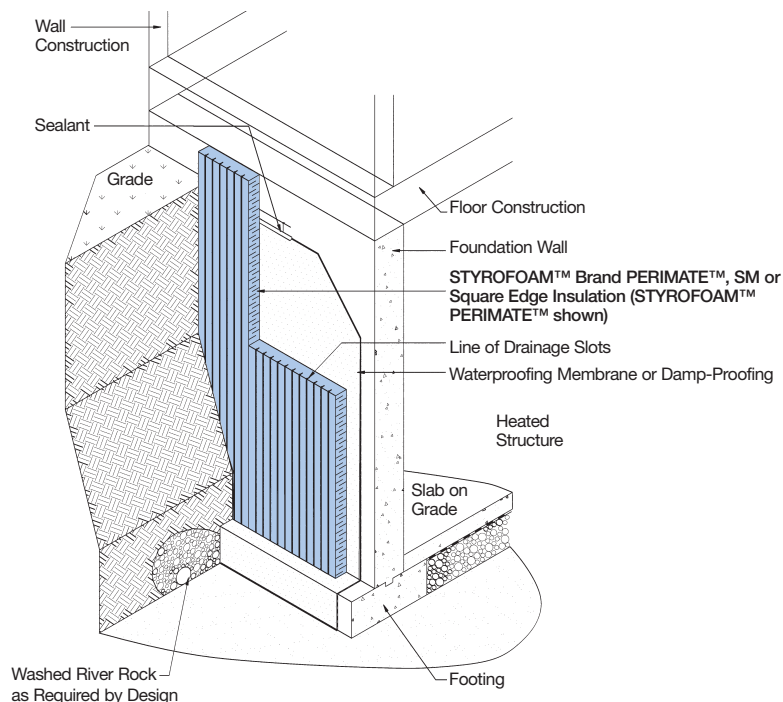 Wall
Construction
Sealant
Grade
Floor Construction
Foundation Wall
STYROFOAM™ Brand PERIMATE™, SM or
Square Edge Insulation (STYROFOAM™
PERIMATE™ shown)
Line of Drainage Slots
Waterproofing Membrane or Damp-Proofing
Heated
Structure
Slab on
Grade
Washed River Rock
as Required by Design
Footing